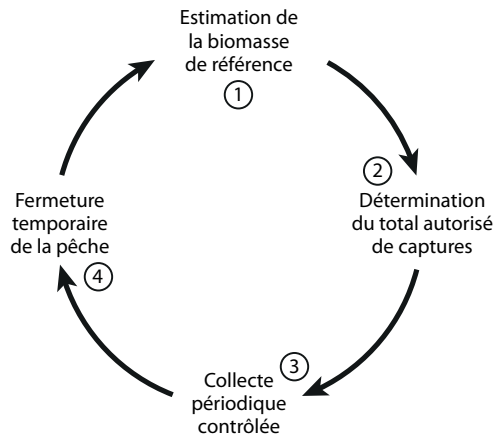 Estimation de
la biomasse
de référence
1
2
Détermination
du total autorisé
de captures
3
Collecte
périodique
contrôlée
Fermeture
temporaire
de la pêche
4